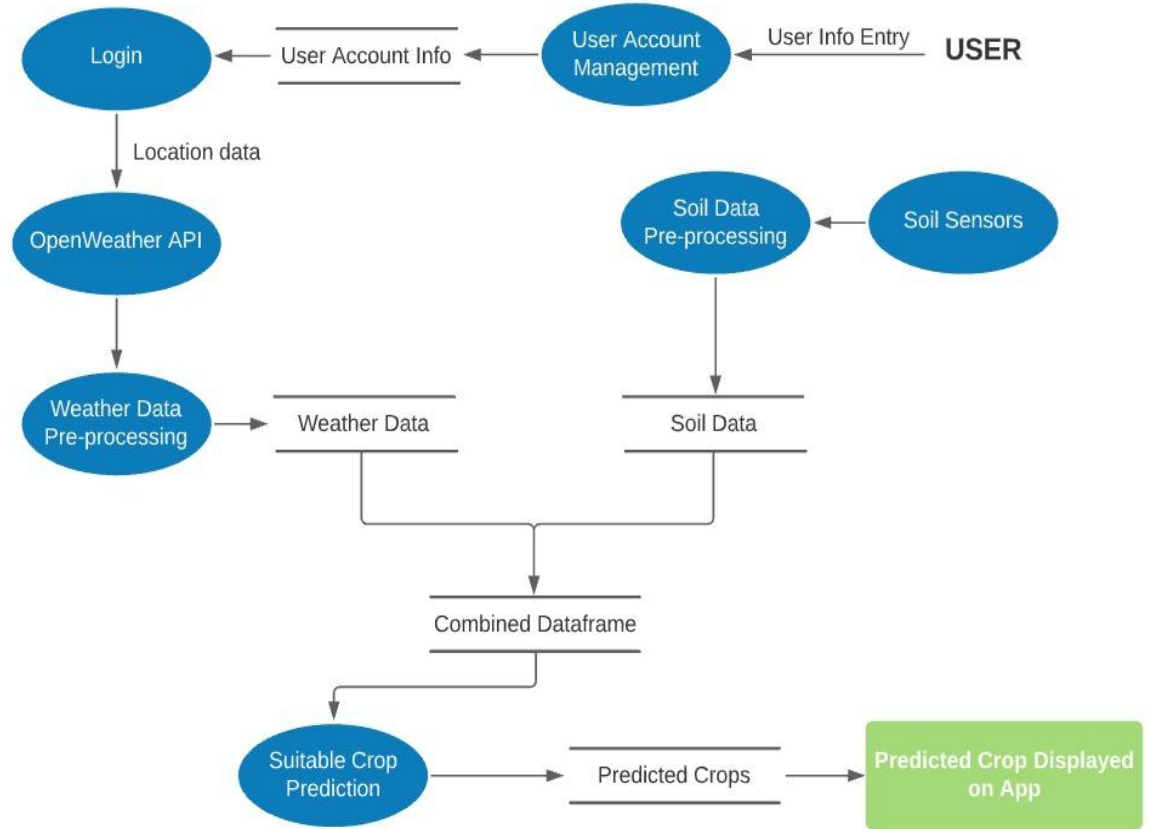 Login
User Account Info
User Account
Management
User Info Entry
USER
Location data
OpenWeather API
Soil Data
Pre-processing
Soil Sensors
Weather Data
Pre-processing
Weather Data
Soil Data
Combined Dataframe
Suitable Crop
Prediction
Predicted Crops
Predicted Crop Displayed
on App